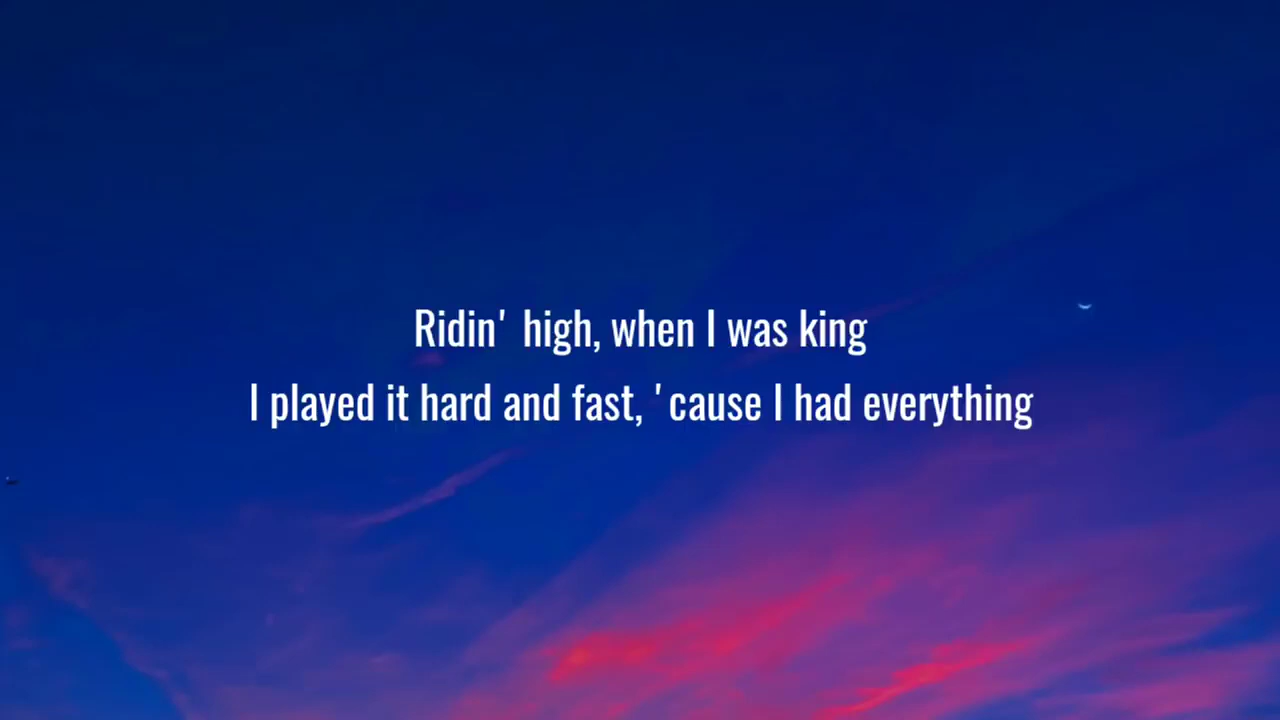 Ridin' high, when I was king
I played it hard and fast, 'cause I had everything